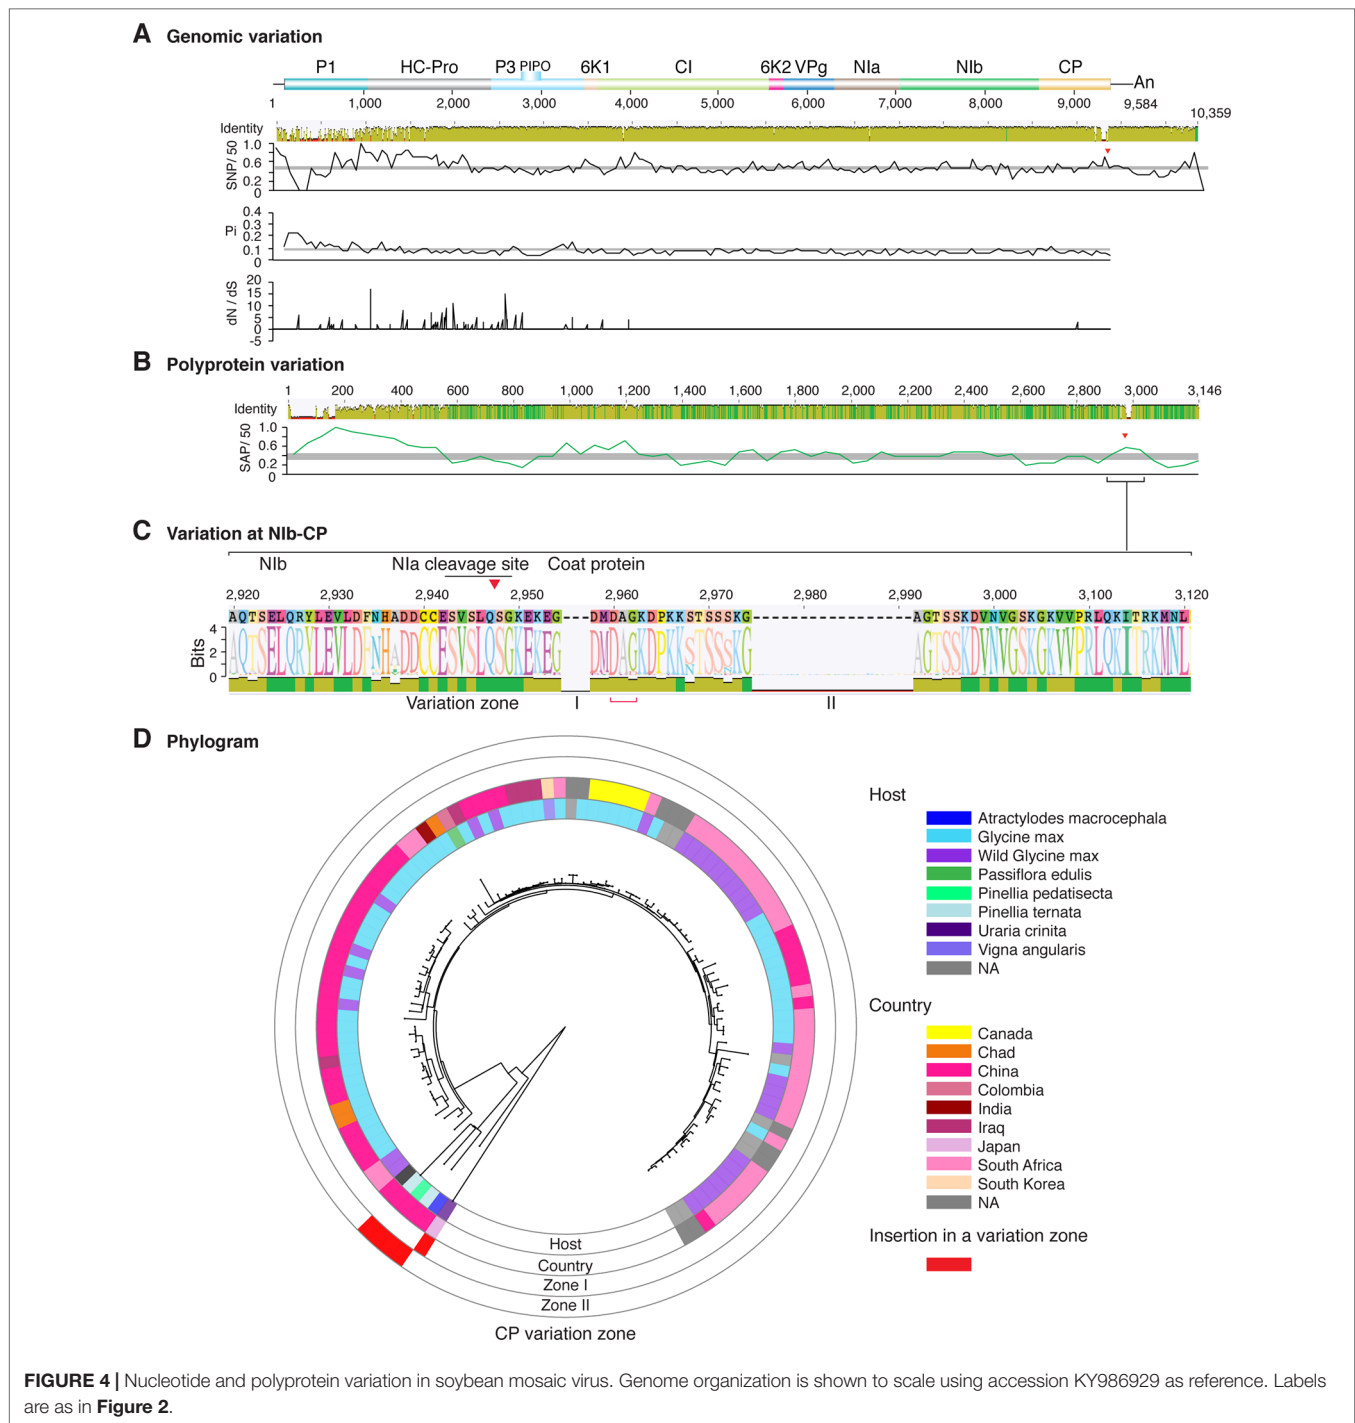 A Genomic variation
P1 HC-Pro P3 PIPO 6K1 CI 6K2 VPg NIa NIb CP
An
1 1,000 2,000 3,000 4,000 5,000 6,000 7,000 8,000 9,000 9,584
10,359
Identity
SNP/ 50
1.0
0.6
0.2
0
Pi
0.4
0.3
0.2
0.1
0
dN / dS
20
15
10
5
0
-5
B Polyprotein variation
1 200 400 600 800 1,000 1,200 1,400 1,600 1,800 2,000 2,200 2,400 2,600 2,800 3,000 3,146
Identity
SAP/ 50
1.0
0.6
0.2
0
C Variation at NIb-CP
NIb NIa cleavage site Coat protein
2,920 2,930 2,940 2,950 2,960 2,970 2,980 2,990 3,000 3,100 3,120
AQTSELQRYLEVLDFNHADDCCESVSLQSGKEKEG---DMDAGKDPKKSTSSSKG-----------------AGTSSKDVNVGSKGKVVPRLQKITRKMNL
Bits
4
2
0
AQTSELQRYLEVLDFNHADDCCESVSLQSGKEKEG DMDAGKDPKKSTSSSKG AGTSSKDVNVGSKGKVVPRLQKITRKMNL
Variation zone I II
D Phylogram
Host
Atractylodes macrocephala
Glycine max
Wild Glycine max
Passiflora edulis
Pinellia pedatisecta
Pinellia ternata
Uraria crinita
Vigna angularis
NA
Country
Canada
Chad
China
Colombia
India
Iraq
Japan
South Africa
South Korea
NA
Insertion in a variation zone
Host
Country
Zone I
Zone II
CP variation zone
FIGURE 4 | Nucleotide and polyprotein variation in soybean mosaic virus. Genome organization is shown to scale using accession KY986929 as reference. Labels
are as in Figure 2.